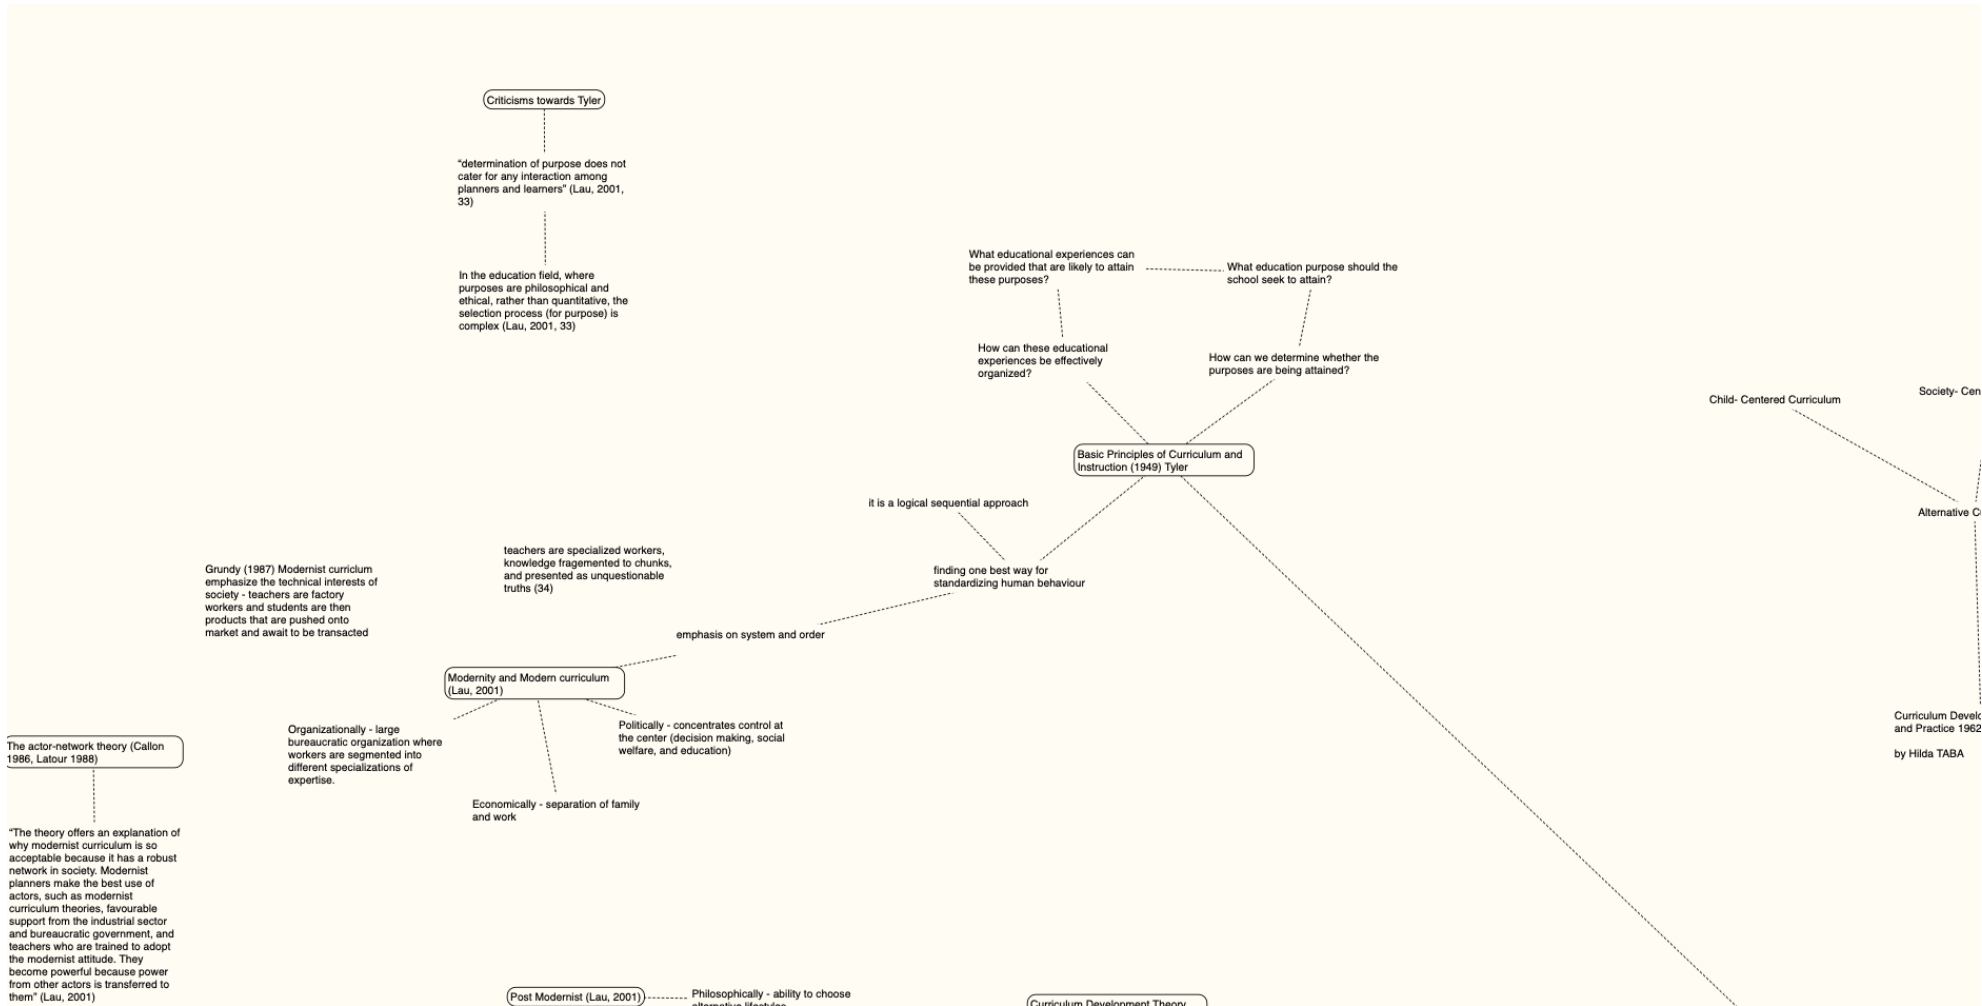 Criticisms towards Tyler
“determination of purpose does not
cater for any interaction among
planners and learners” (Lau, 2001,
33)
In the education field, where
purposes are philosophical and
ethical, rather than quantitative, the
selection process (for purpose) is
complex (Lau, 2001, 33)
What educational experiences can
be provided that are likely to attain
these purposes?
What education purpose should the
school seek to attain?
How can these educational
experiences be effectively
organized?
How can we determine whether the
purposes are being attained?
Basic Principles of Curriculum and
Instruction (1949) Tyler
Child- Centered Curriculum
Society- Cen
Alternative C
it is a logical sequential approach
finding one best way for
standardizing human behaviour
teachers are specialized workers,
knowledge fragemented to chunks,
and presented as unquestionable
truths (34)
Grundy (1987) Modernist curriclum
emphasize the technical interests of
society - teachers are factory
workers and students are then
products that are pushed onto
market and await to be transacted
emphasis on system and order
Modernity and Modern curriculum
(Lau, 2001)
Organizationally - large
bureaucratic organization where
workers are segmented into
different specializations of
expertise.
Politically - concentrates control at
the center (decision making, social
welfare, and education)
Economically - separation of family
and work
The actor-network theory (Callon
1986, Latour 1988)
“The theory offers an explanation of
why modernist curriculum is so
acceptable because it has a robust
network in society. Modernist
planners make the best use of
actors, such as modernist
curriculum theories, favourable
support from the industrial sector
and bureaucratic government, and
teachers who are trained to adopt
the modernist attitude. They
become powerful because power
from other actors is transferred to
them” (Lau, 2001)
Curriculum Develo
and Practice 1962
by Hilda TABA
Post Modernist (Lau, 2001)
Philosophically - ability to choose
alternative lifestyles
Curriculum Development Theory